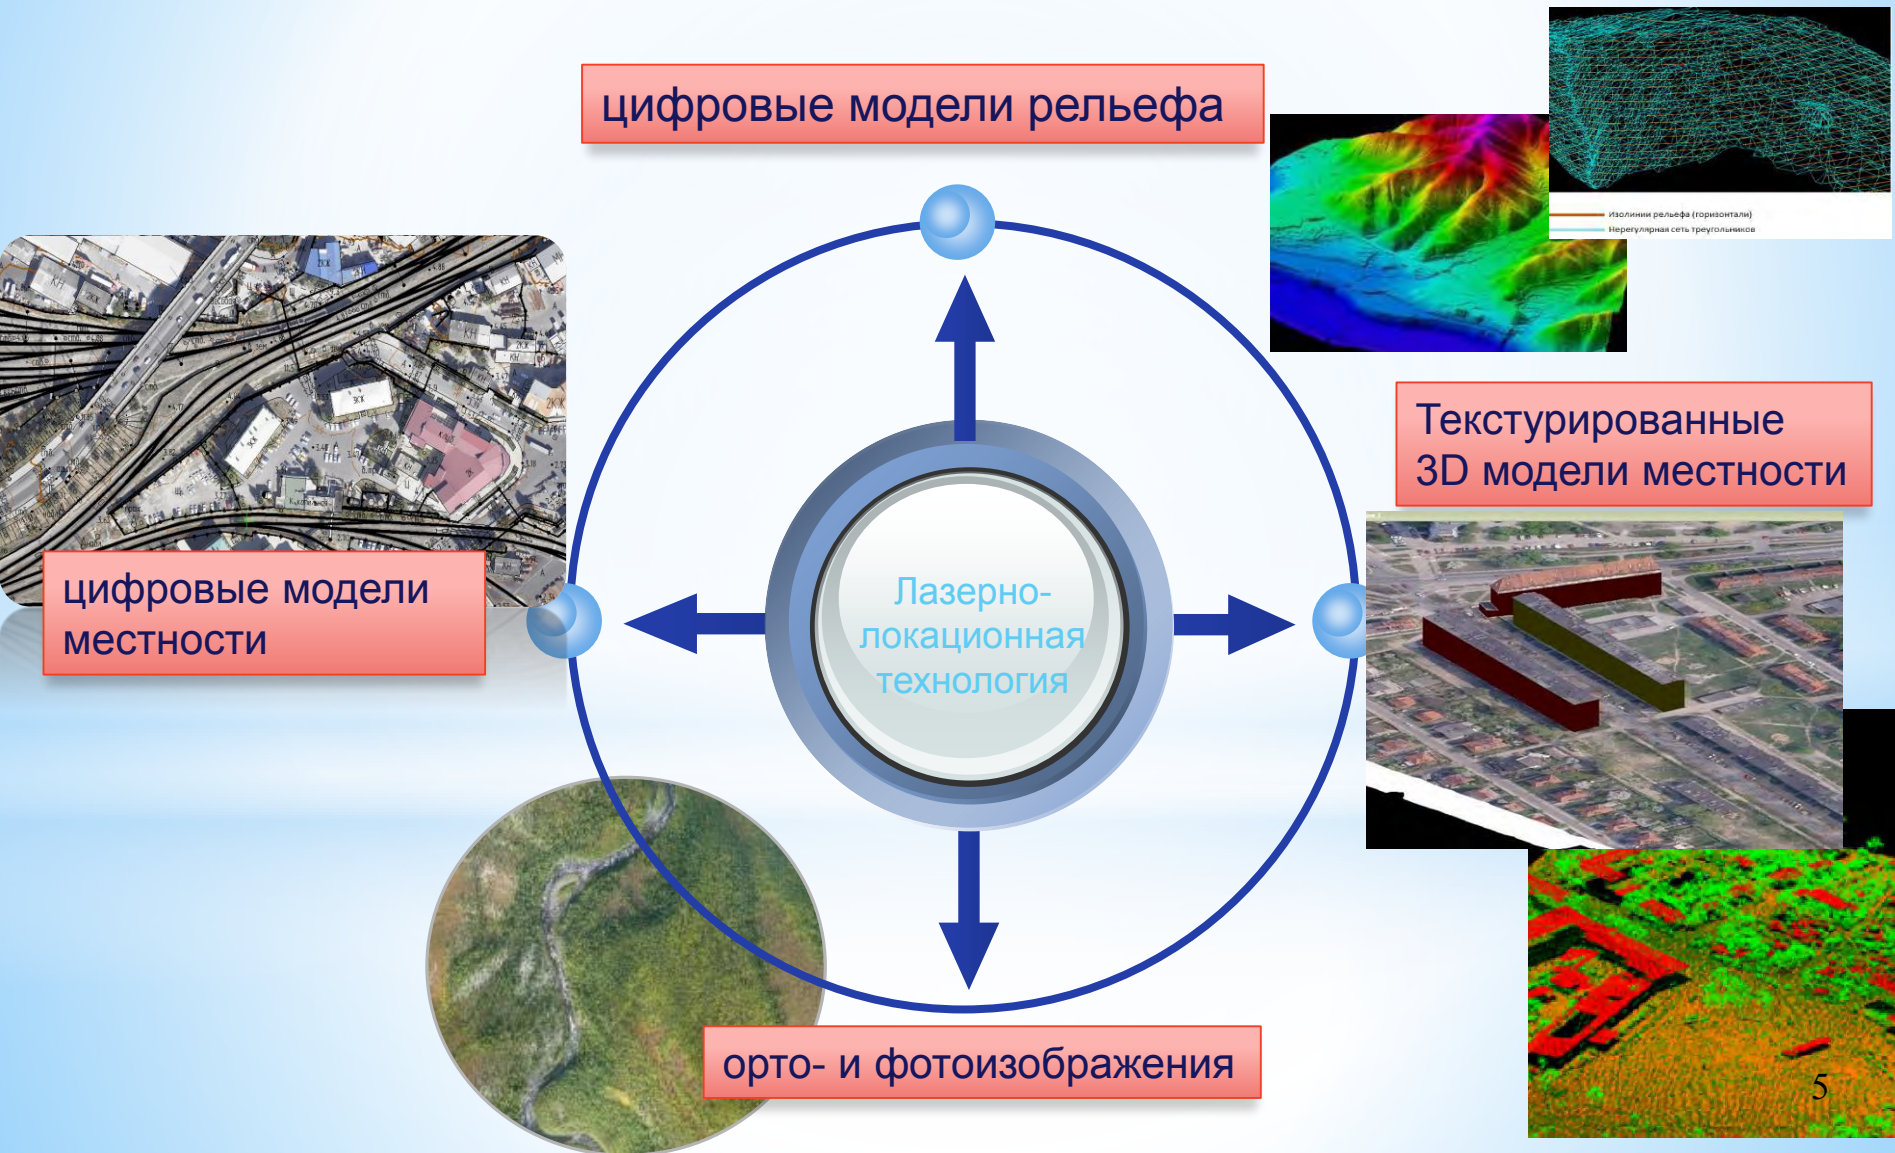 цифровые модели рельефа
Изолинии рельефа (горизонтали)
Нерегулярная сеть треугольников
Текстурированные
3D модели местности
цифровые модели
местности
Лазерно-
локационная
технология
орто- и фотоизображения
5